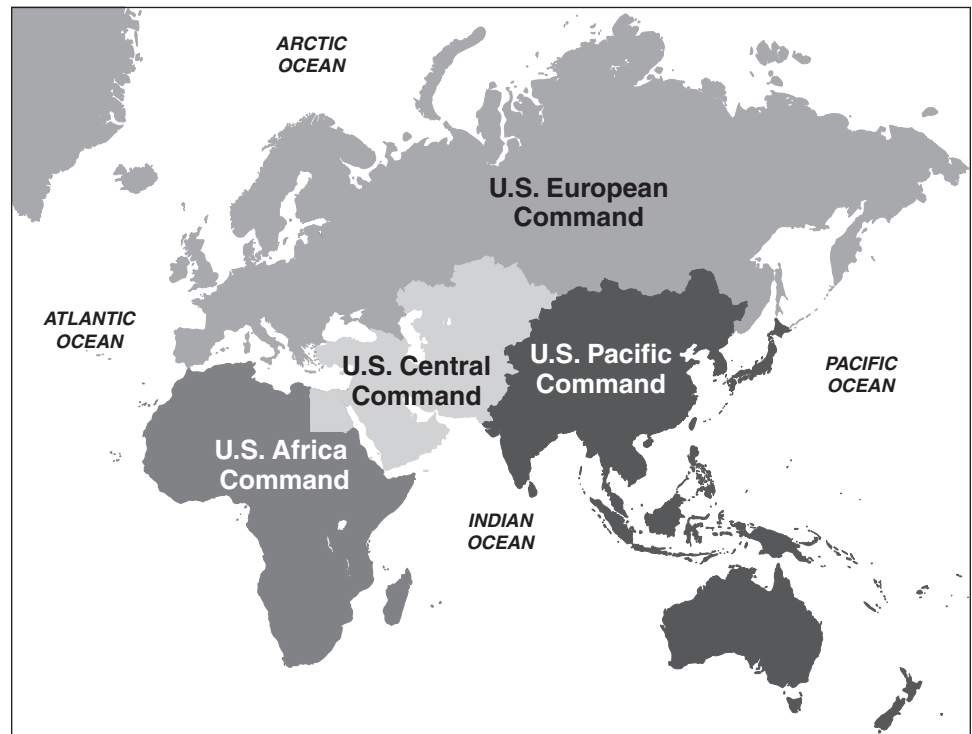 ARCTIC
OCEAN
U.S. European
Command
ATLANTIC
OCEAN
U.S. Central
Command
U.S. Pacific
Command
PACIFIC
OCEAN
U.S. Africa
Command
INDIAN
OCEAN